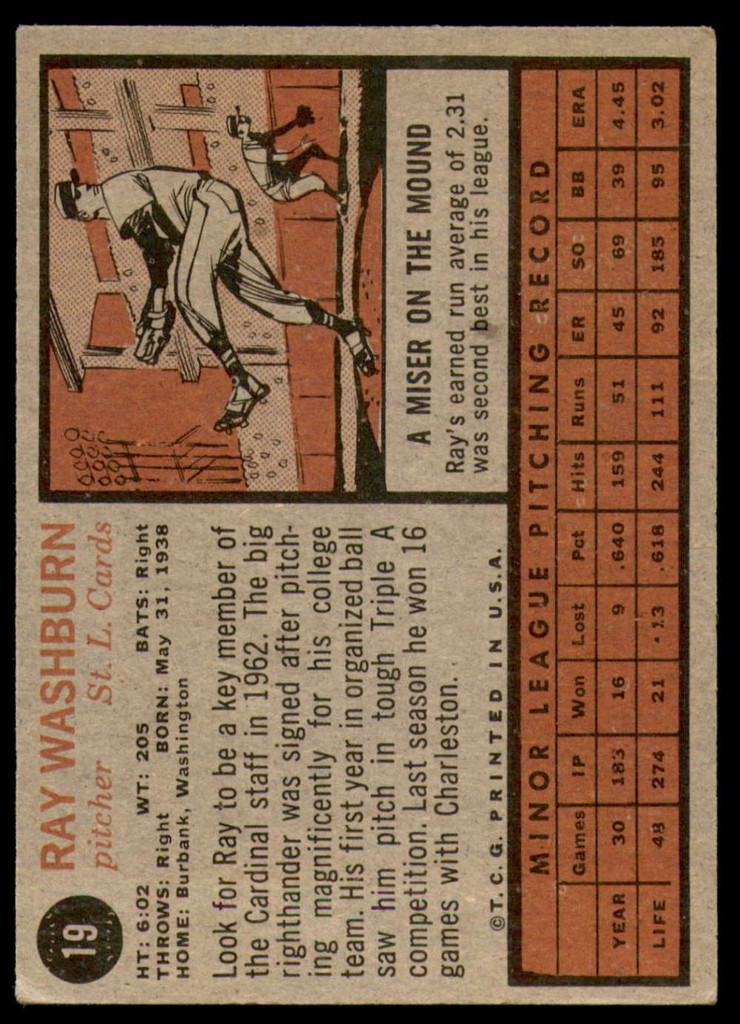 19
RAY WASHBURN
pitcher St. L. Cards
HT: 6:02 WT: 205 BATS: Right
THROWS: Right BORN: May 31, 1938
HOME: Burbank, Washington
Look for Ray to be a key member of
the Cardinal staff in 1962. The big
righthander was signed after pitch-
ing magnificently for his college
team. His first year in organized ball
saw him pitch in tough Triple A
competition. Last season he won 16
games with Charleston.
© T. C. G. PRINTED IN U.S.A.
A MISER ON THE MOUND
Ray's earned run average of 2.31
was second best in his league.
MINOR LEAGUE PITCHING RECORD
Games IP Won Lost Pct Hits Runs ER SO BB ERA
YEAR 30 183 16 9 .640 159 51 45 69 39 4.45
LIFE 48 274 21 13 .618 244 111 92 185 95 3.02